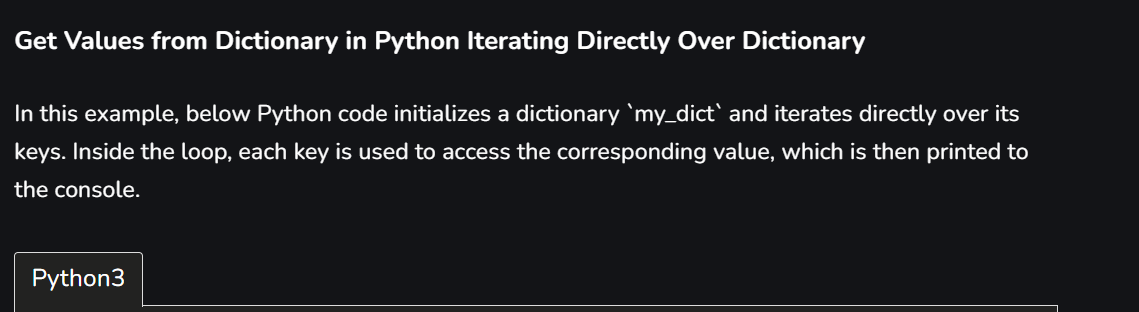 Get Values from Dictionary in Python Iterating Directly Over Dictionary
In this example, below Python code initializes a dictionary `my_dict` and iterates directly over its
keys. Inside the loop, each key is used to access the corresponding value, which is then printed to
the console.
Python3